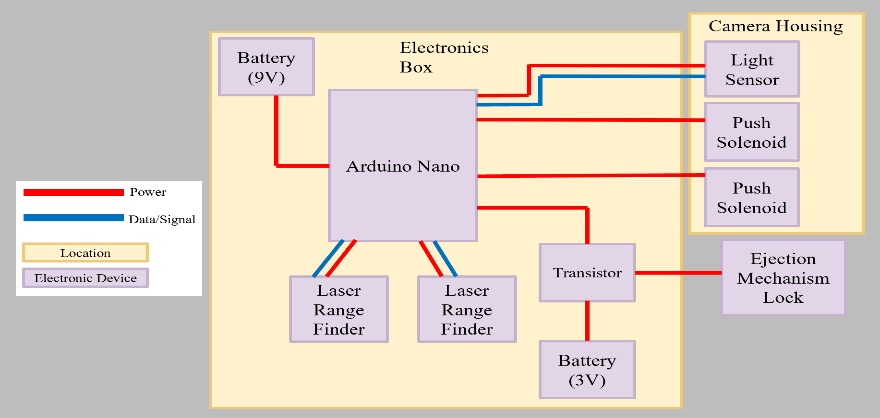 Camera Housing
Electronics
Box
Battery
(9V)
Light
Sensor
Push
Solenoid
Arduino Nano
Push
Solenoid
Power
Data/Signal
Location
Electronic Device
Laser
Range
Finder
Laser
Range
Finder
Transistor
Ejection
Mechanism
Lock
Battery
(3V)